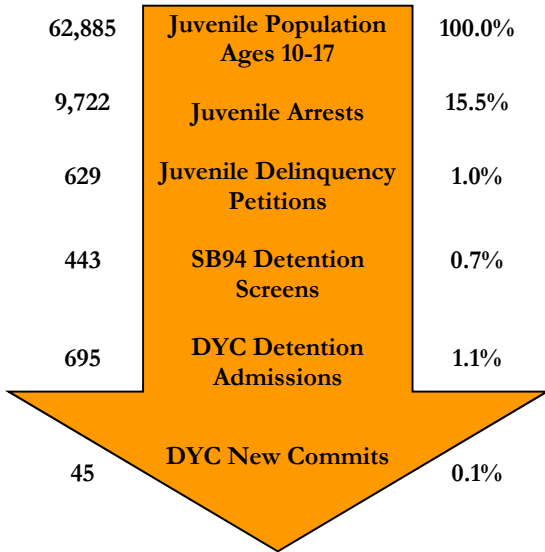 62,885 Juvenile Population 100.0%
Ages 10-17
9,722 Juvenile Arrests 15.5%
629 Juvenile Delinquency 1.0%
Petitions
443 SB94 Detention 0.7%
Screens
695 DYC Detention 1.1%
Admissions
45 DYC New Commits 0.1%